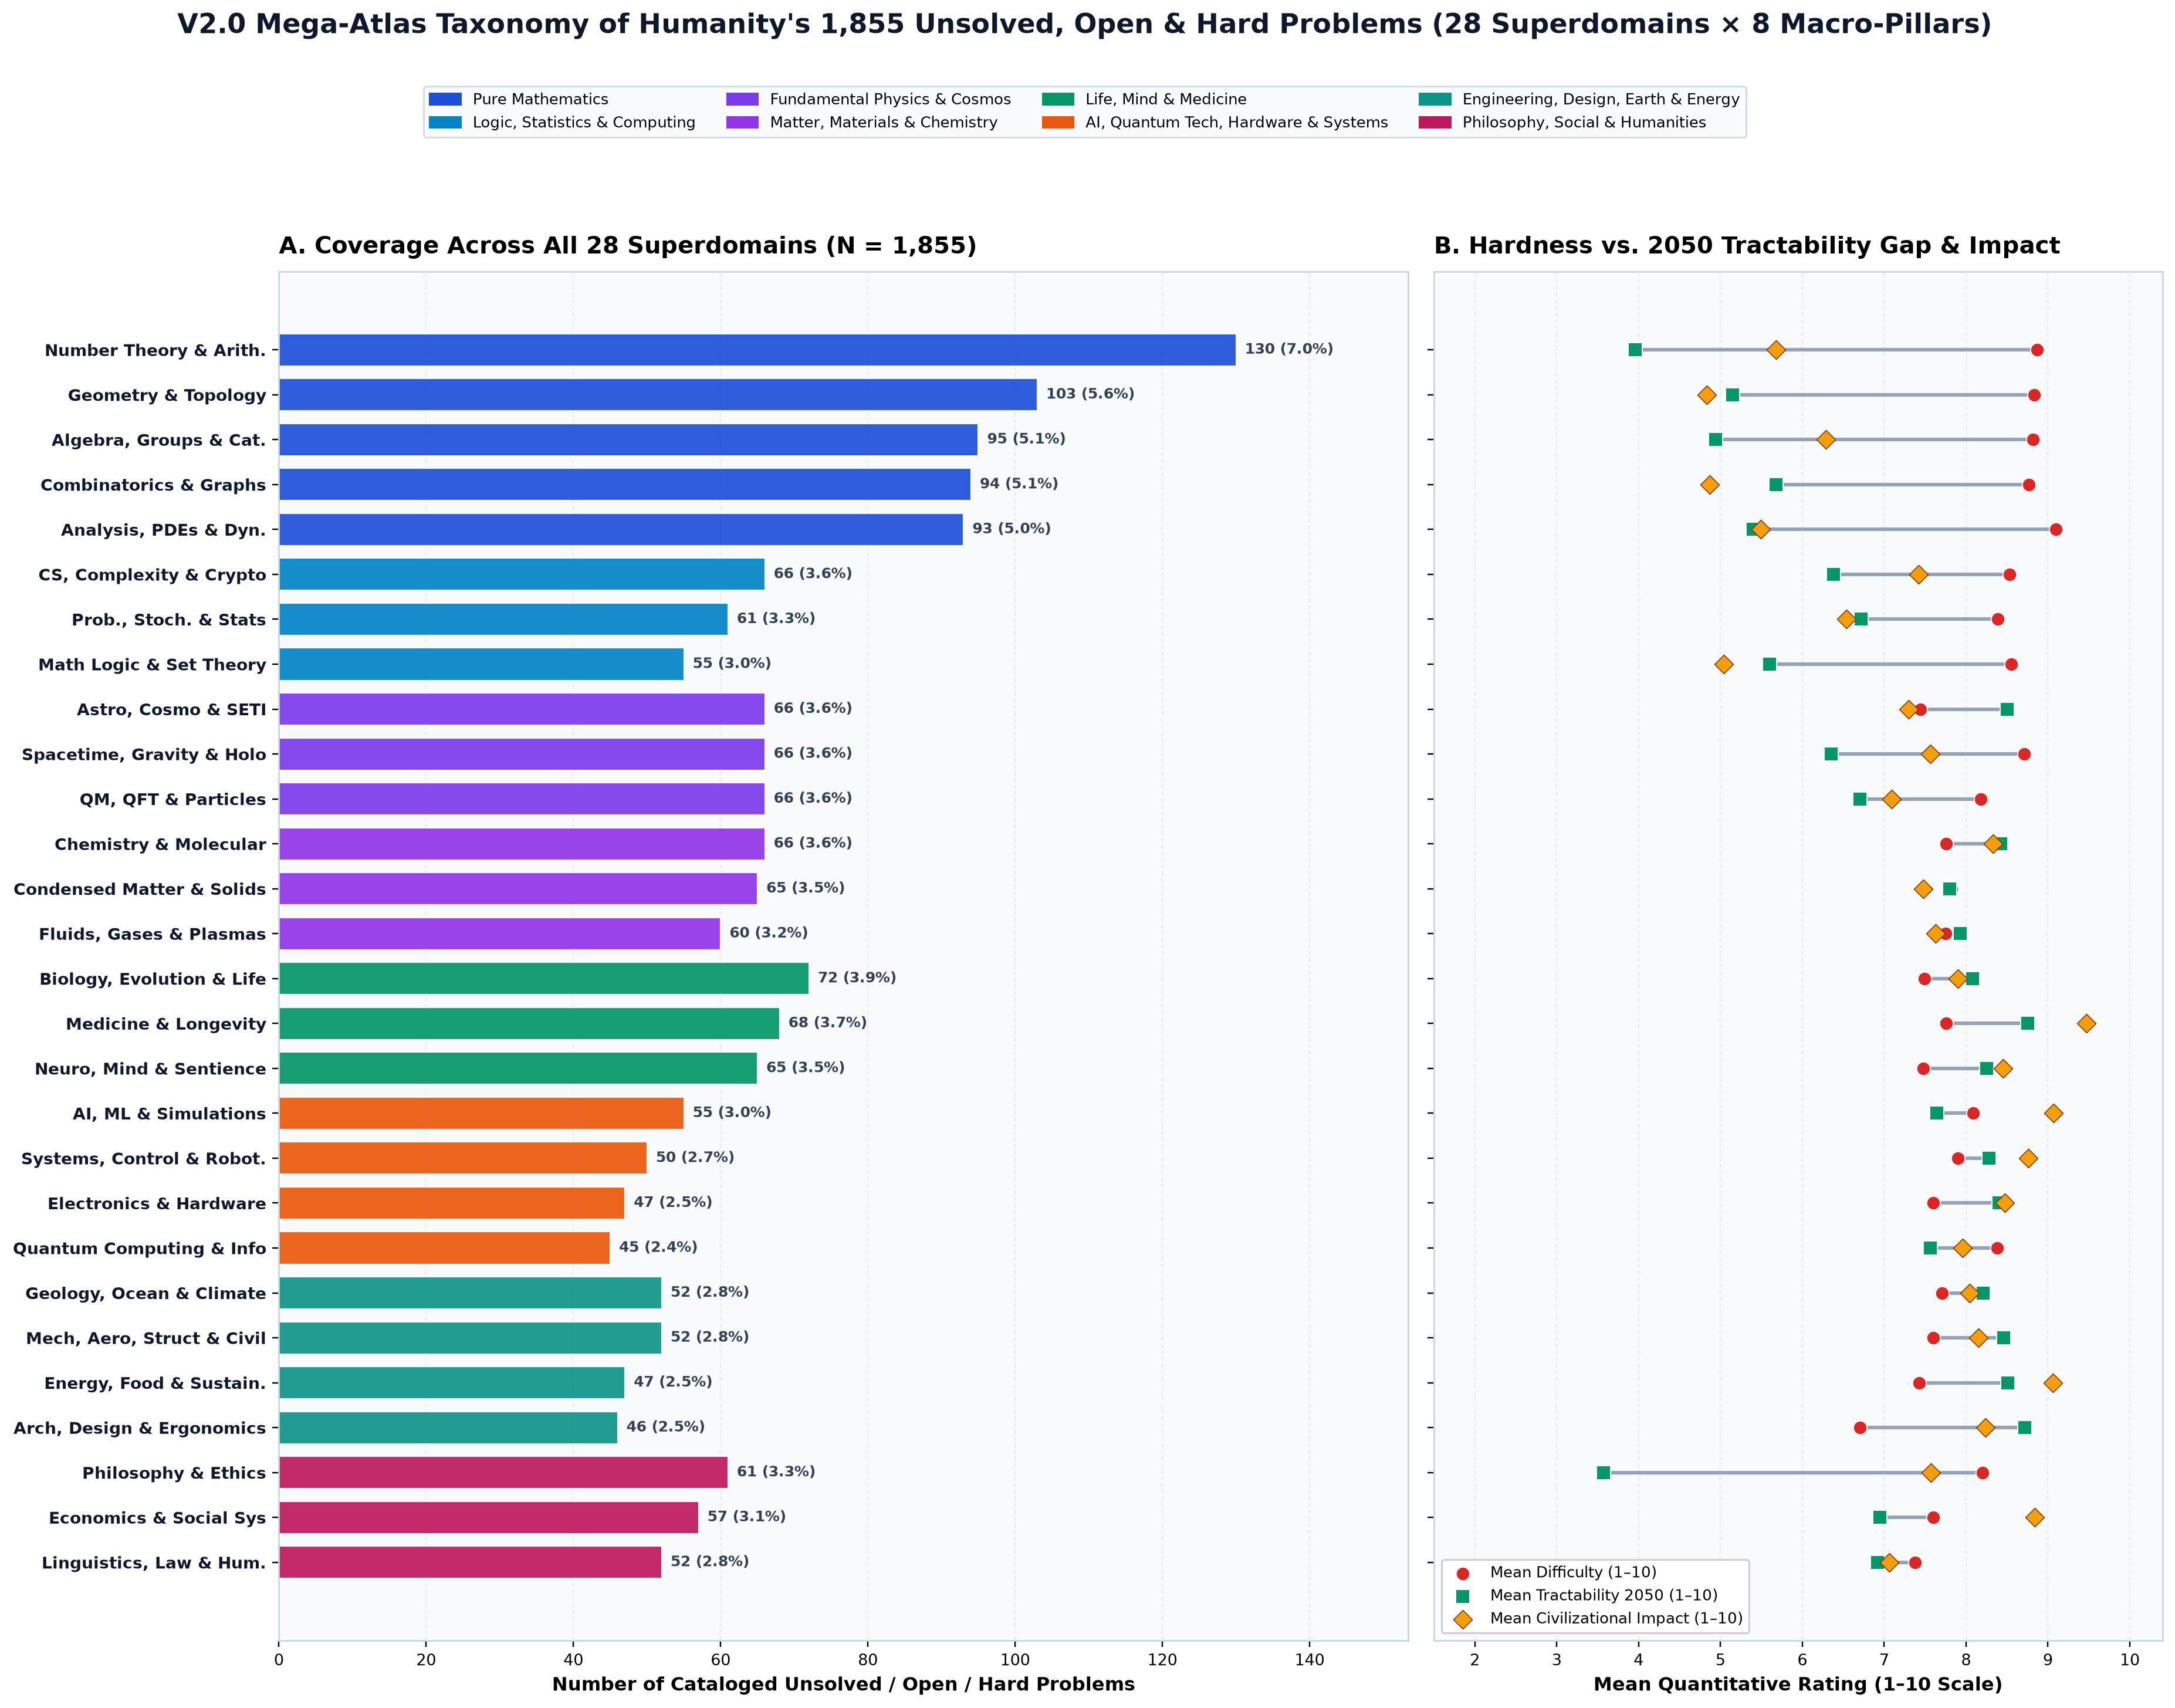 V2.0 Mega-Atlas Taxonomy of Humanity's 1,855 Unsolved, Open & Hard Problems (28 Superdomains × 8 Macro-Pillars)
Pure Mathematics
Logic, Statistics & Computing
Fundamental Physics & Cosmos
Matter, Materials & Chemistry
Life, Mind & Medicine
AI, Quantum Tech, Hardware & Systems
Engineering, Design, Earth & Energy
Philosophy, Social & Humanities
A. Coverage Across All 28 Superdomains (N = 1,855)
Number Theory & Arith. 130 (7.0%)
Geometry & Topology 103 (5.6%)
Algebra, Groups & Cat. 95 (5.1%)
Combinatorics & Graphs 94 (5.1%)
Analysis, PDEs & Dyn. 93 (5.0%)
CS, Complexity & Crypto 66 (3.6%)
Prob., Stoch. & Stats 61 (3.3%)
Math Logic & Set Theory 55 (3.0%)
Astro, Cosmo & SETI 66 (3.6%)
Spacetime, Gravity & Holo 66 (3.6%)
QM, QFT & Particles 66 (3.6%)
Chemistry & Molecular 66 (3.6%)
Condensed Matter & Solids 65 (3.5%)
Fluids, Gases & Plasmas 60 (3.2%)
Biology, Evolution & Life 72 (3.9%)
Medicine & Longevity 68 (3.7%)
Neuro, Mind & Sentience 65 (3.5%)
AI, ML & Simulations 55 (3.0%)
Systems, Control & Robot. 50 (2.7%)
Electronics & Hardware 47 (2.5%)
Quantum Computing & Info 45 (2.4%)
Geology, Ocean & Climate 52 (2.8%)
Mech, Aero, Struct & Civil 52 (2.8%)
Energy, Food & Sustain. 47 (2.5%)
Arch, Design & Ergonomics 46 (2.5%)
Philosophy & Ethics 61 (3.3%)
Economics & Social Sys 57 (3.1%)
Linguistics, Law & Hum. 52 (2.8%)
0 20 40 60 80 100 120 140
Number of Cataloged Unsolved / Open / Hard Problems
B. Hardness vs. 2050 Tractability Gap & Impact
Mean Difficulty (1–10)
Mean Tractability 2050 (1–10)
Mean Civilizational Impact (1–10)
2 3 4 5 6 7 8 9 10
Mean Quantitative Rating (1–10 Scale)